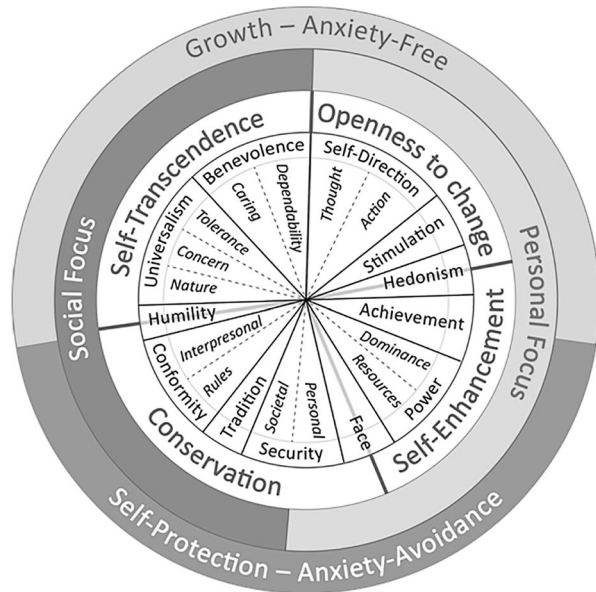 Growth – Anxiety-Free
Social Focus
Personal Focus
Self-Protection – Anxiety-Avoidance
Self-Transcendence
Openness to change
Self-Enhancement
Conservation
Benevolence
Caring
Dependability
Self-Direction
Thought
Action
Stimulation
Hedonism
Achievement
Dominance
Resources
Power
Face
Personal
Societal
Security
Tradition
Rules
Interpresonal
Conformity
Humility
Nature
Concern
Tolerance
Universalism